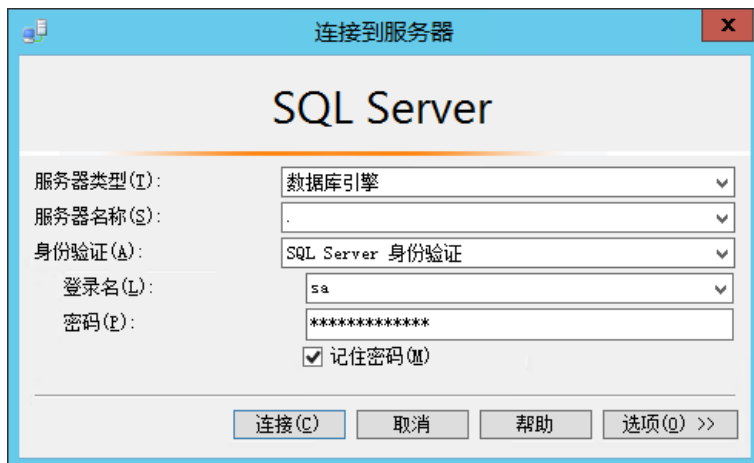 连接到服务器
x
SQL Server
服务器类型(T): 数据库引擎
服务器名称(S): .
身份验证(A): SQL Server 身份验证
登录名(L): sa
密码(P): *************
记住密码(M)
连接(C) 取消 帮助 选项(O) >>